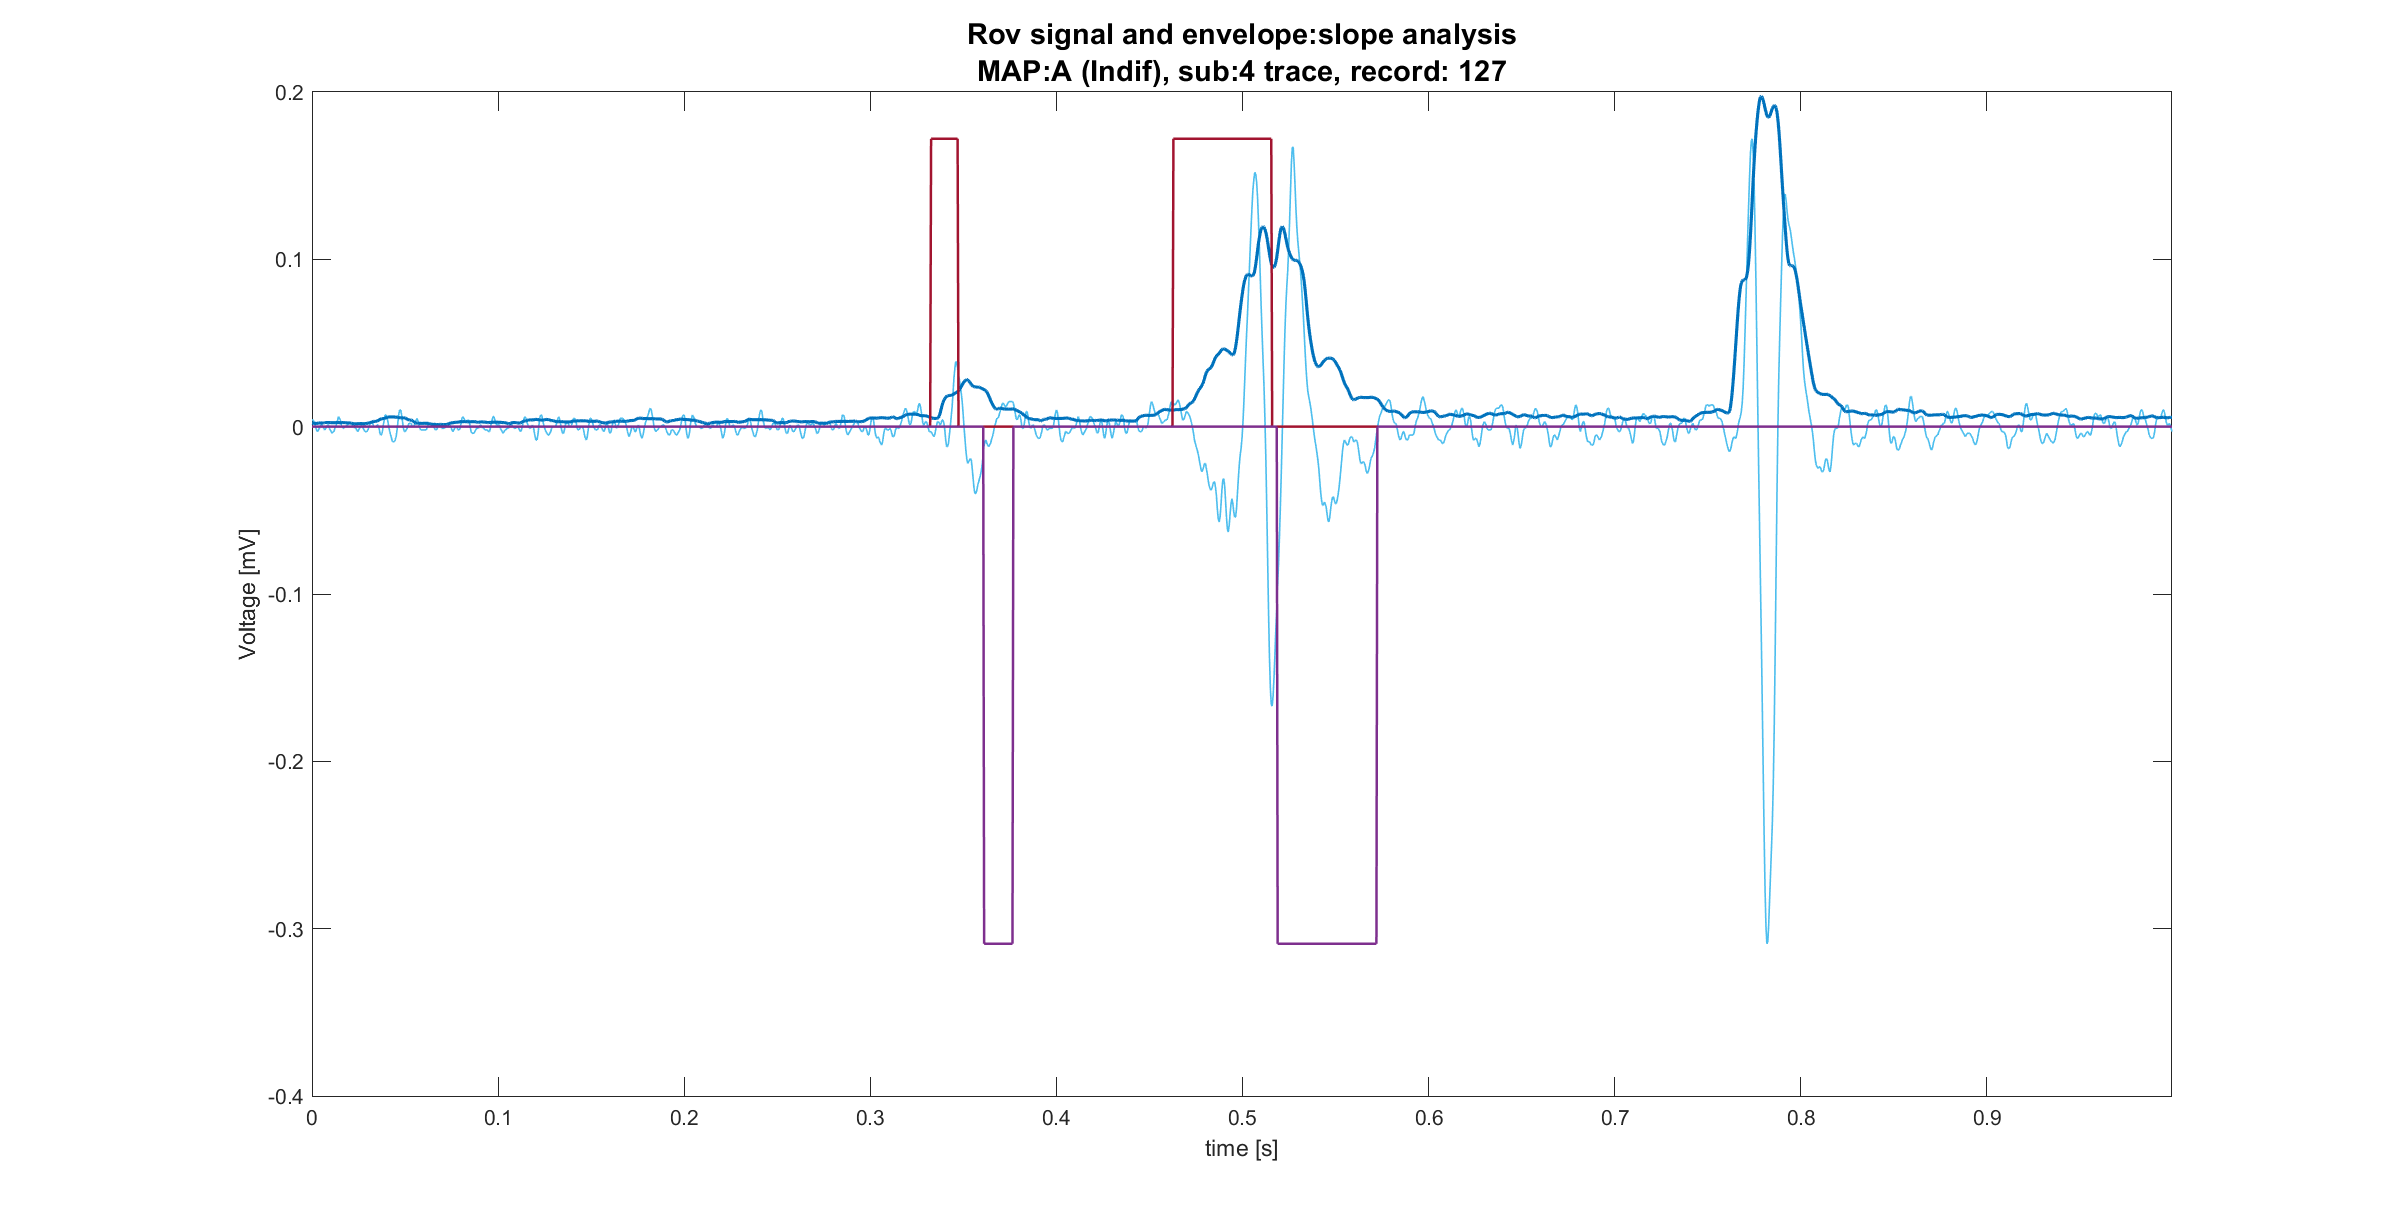 Rov signal and envelope:slope analysis
MAP:A (Indif), sub:4 trace, record: 127
0.2
0.1
0
-0.1
-0.2
-0.3
-0.4
Voltage [mV]
0 0.1 0.2 0.3 0.4 0.5 0.6 0.7 0.8 0.9
time [s]